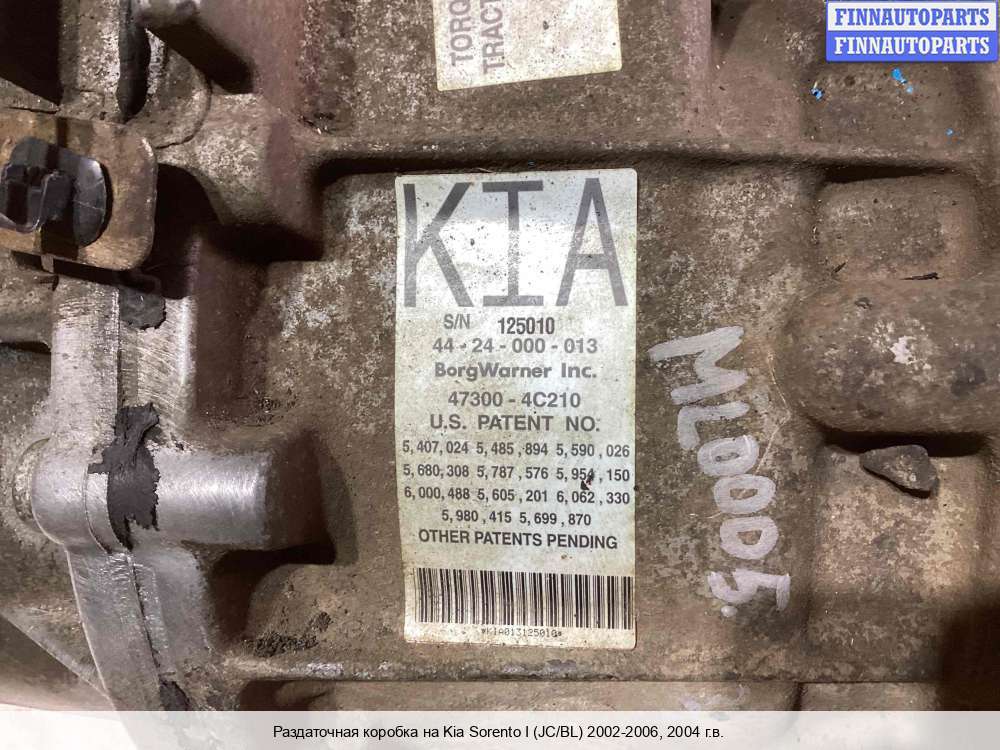 FINNAUTOPARTS
FINNAUTOPARTS
TORQ
TRACT
KIA
S/N 125010
44 - 24 - 000 - 013
BorgWarner Inc.
47300 - 4C210
U.S. PATENT NO.
5,407,024 5,485,894 5,590,026
5,680,308 5,787,576 5,954,150
6,000,488 5,605,201 6,062,330
5,980,415 5,699,870
OTHER PATENTS PENDING
*KIA013125010*
ML0005
Раздаточная коробка на Kia Sorento I (JC/BL) 2002-2006, 2004 г.в.